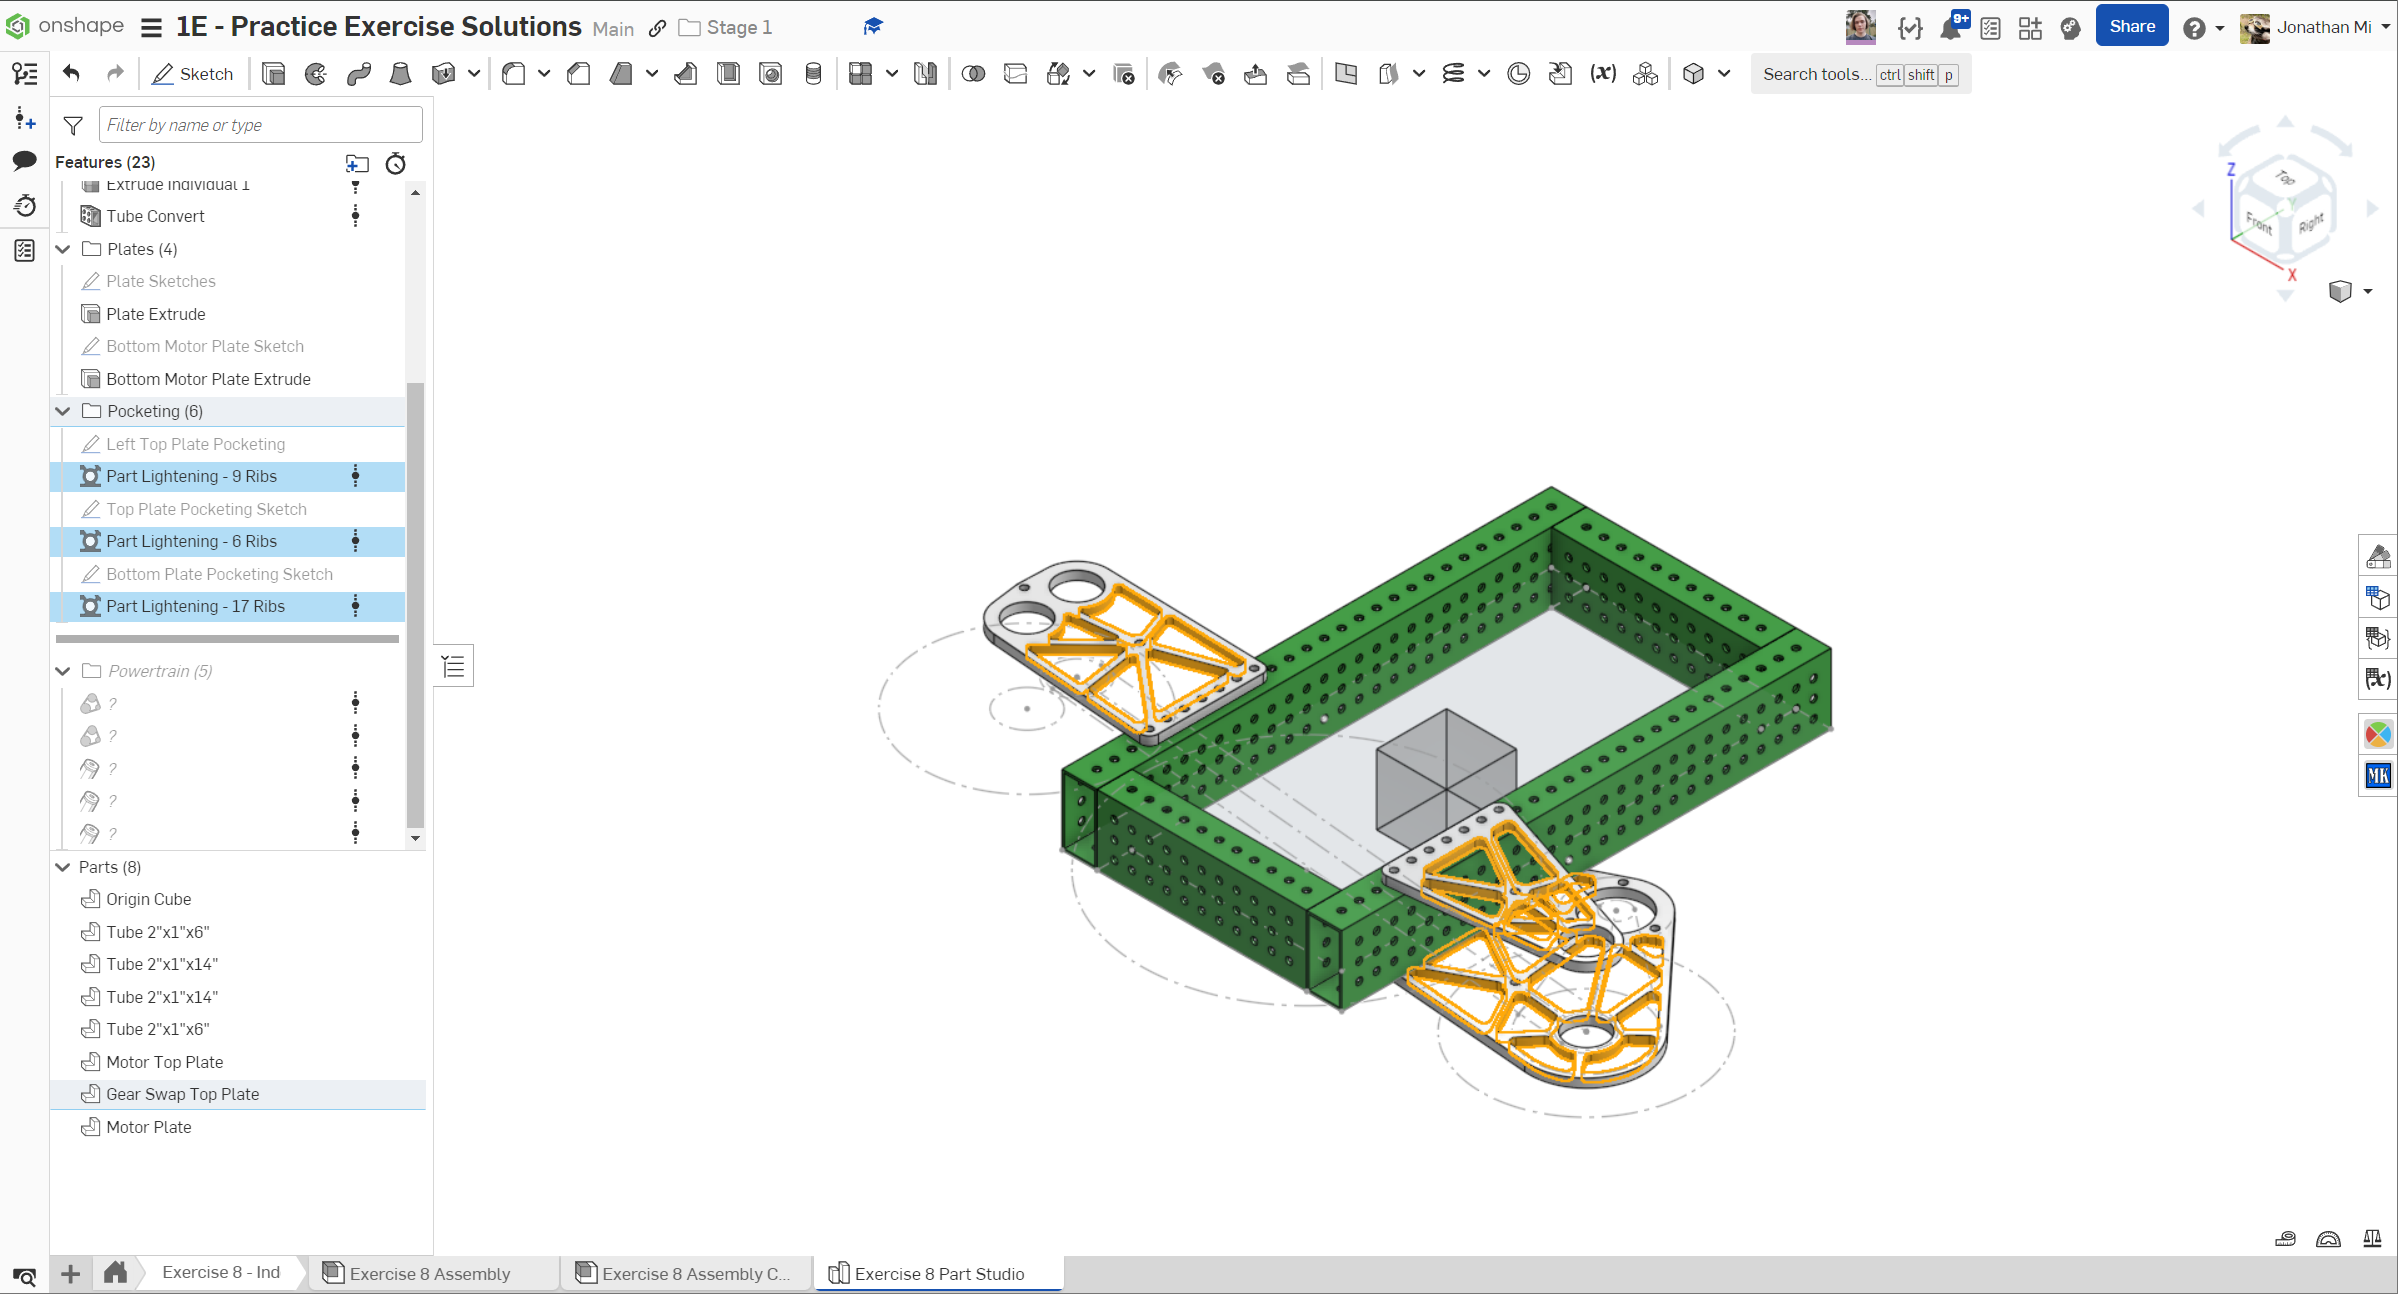 onshape
1E - Practice Exercise Solutions Main Stage 1
9+
Share
Jonathan Mi
Sketch
Search tools... ctrl shift p
Filter by name or type
Features (23)
Extrude Individual 1
Tube Convert
Plates (4)
Plate Sketches
Plate Extrude
Bottom Motor Plate Sketch
Bottom Motor Plate Extrude
Pocketing (6)
Left Top Plate Pocketing
Part Lightening - 9 Ribs
Top Plate Pocketing Sketch
Part Lightening - 6 Ribs
Bottom Plate Pocketing Sketch
Part Lightening - 17 Ribs
Powertrain (5)
?
?
?
?
?
Parts (8)
Origin Cube
Tube 2"x1"x6"
Tube 2"x1"x14"
Tube 2"x1"x14"
Tube 2"x1"x6"
Motor Top Plate
Gear Swap Top Plate
Motor Plate
Z
Top
Front
Right
X
(x)
MK
Exercise 8 - Ind
Exercise 8 Assembly
Exercise 8 Assembly C...
Exercise 8 Part Studio